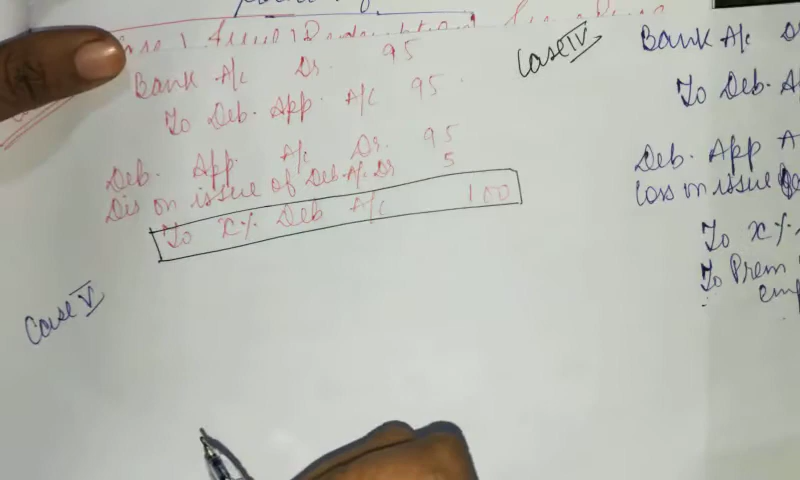 Bank A/c Dr. 95
To Deb. App. A/c 95
Deb. App. A/c Dr. 95
Dis on issue of Deb. A/c Dr 5
To x% Deb A/c 100
Case IV
Bank A/c
To Deb.
Deb. App
Loss on issue
To x%
To Prem
Case V